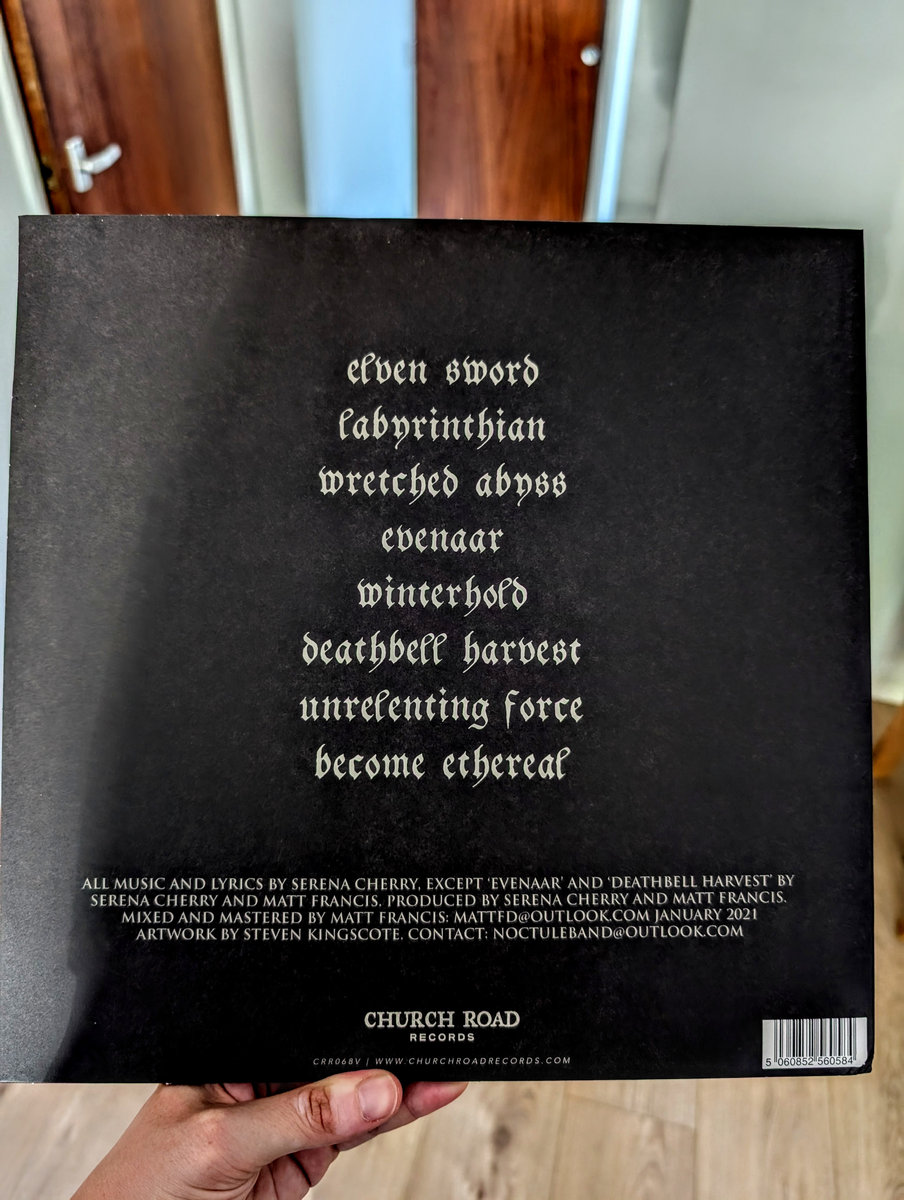 elven sword
labyrinthian
wretched abyss
evenaar
winterhold
deathbell harvest
unrelenting force
become ethereal
ALL MUSIC AND LYRICS BY SERENA CHERRY, EXCEPT ‘EVENAAR’ AND ‘DEATHBELL HARVEST’ BY
SERENA CHERRY AND MATT FRANCIS. PRODUCED BY SERENA CHERRY AND MATT FRANCIS.
MIXED AND MASTERED BY MATT FRANCIS: MATTFD@OUTLOOK.COM JANUARY 2021
ARTWORK BY STEVEN KINGSCOTE. CONTACT: NOCTULEBAND@OUTLOOK.COM
CHURCH ROAD
RECORDS
CRR068V | WWW.CHURCHROADRECORDS.COM
5 060852 560584